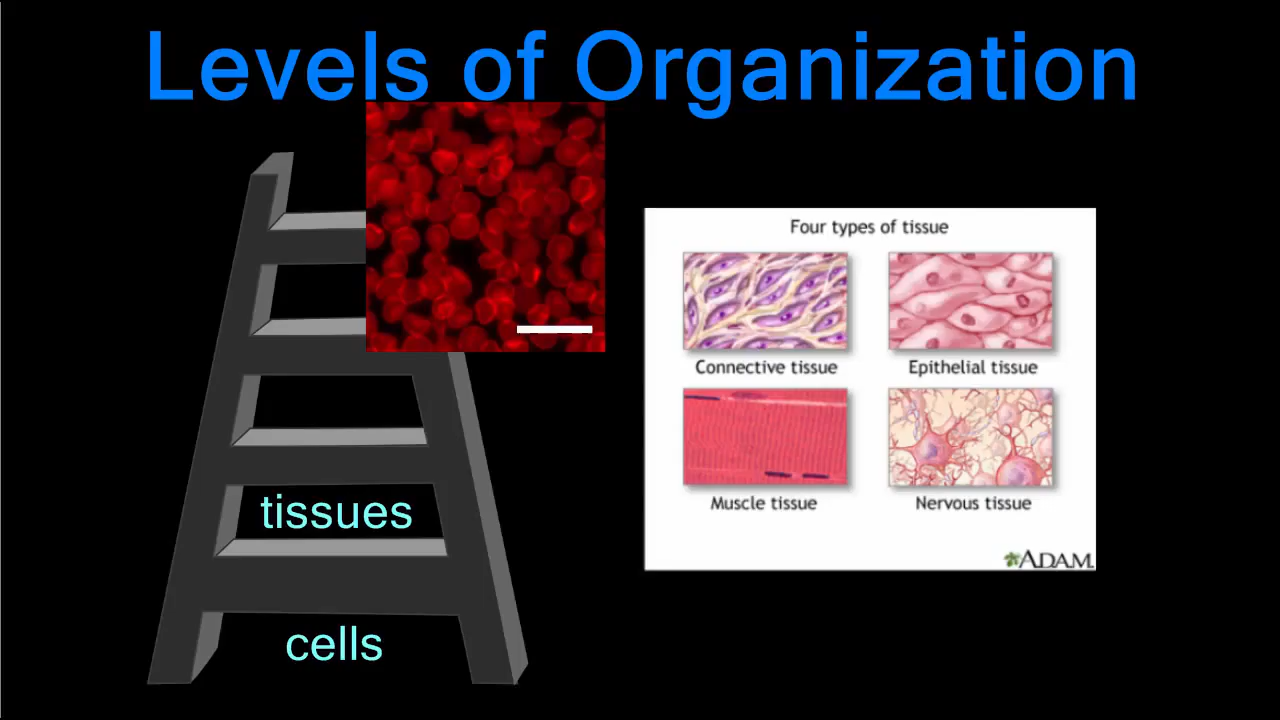 Levels of Organization
Four types of tissue
Connective tissue
Epithelial tissue
Muscle tissue
Nervous tissue
ADAM.
tissues
cells